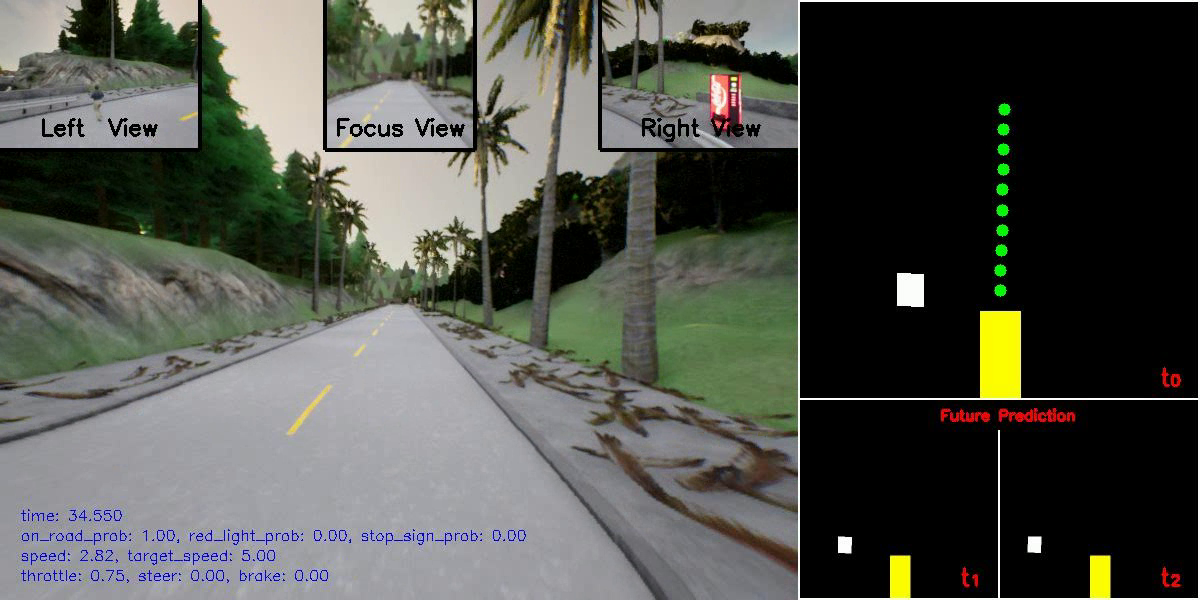 Left View
Focus View
Right View
time: 34.550
on_road_prob: 1.00, red_light_prob: 0.00, stop_sign_prob: 0.00
speed: 2.82, target_speed: 5.00
throttle: 0.75, steer: 0.00, brake: 0.00
t0
Future Prediction
t1
t2